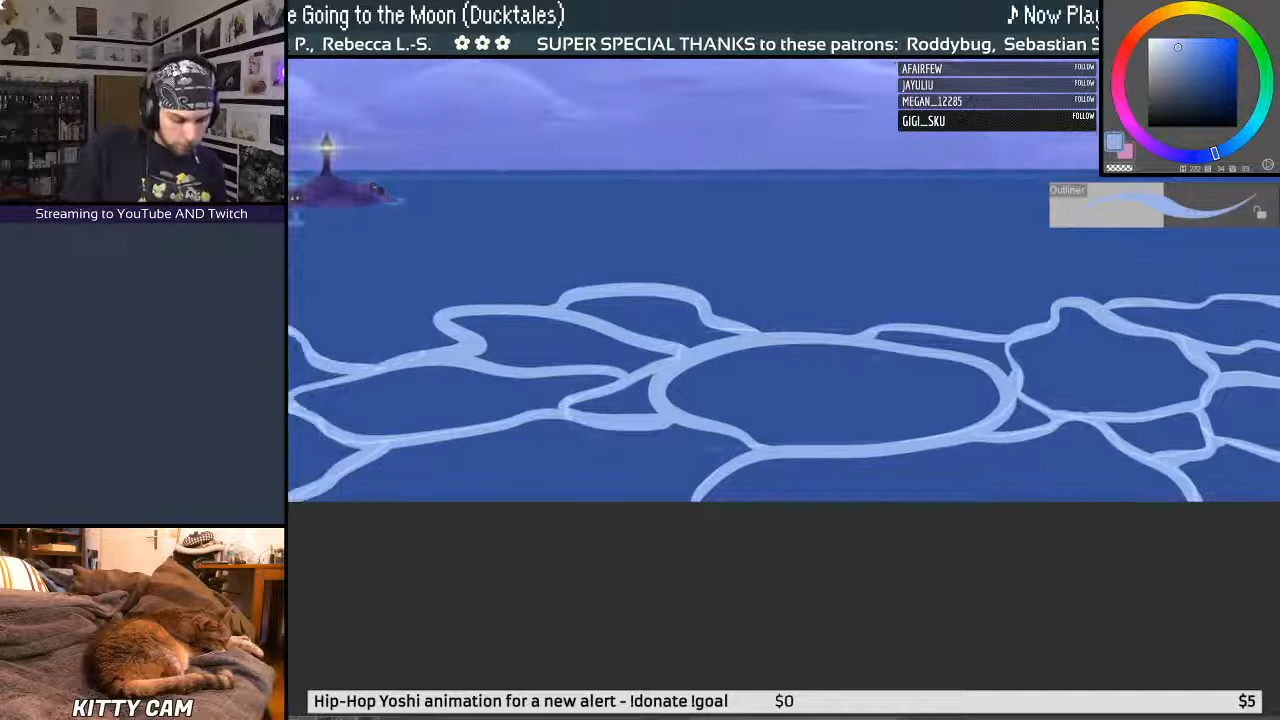 e Going to the Moon (Ducktales) ♪ Now Play
P., Rebecca L.-S. ✿ ✿ ✿ SUPER SPECIAL THANKS to these patrons: Roddybug, Sebastian S
AFAIRFEW FOLLOW
JAYULIU FOLLOW
MEGAN_12285 FOLLOW
GIGI_SKU FOLLOW
Outliner
Streaming to YouTube AND Twitch
KITTY CAM
Hip-Hop Yoshi animation for a new alert - !donate !goal $0 $5